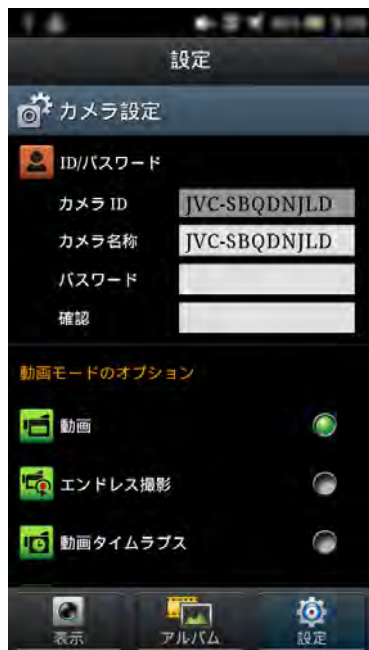 設定
カメラ設定
ID/パスワード
カメラ ID JVC-SBQDNJLD
カメラ名称 JVC-SBQDNJLD
パスワード
確認
動画モードのオプション
動画
エンドレス撮影
動画タイムラプス
表示 アルバム 設定